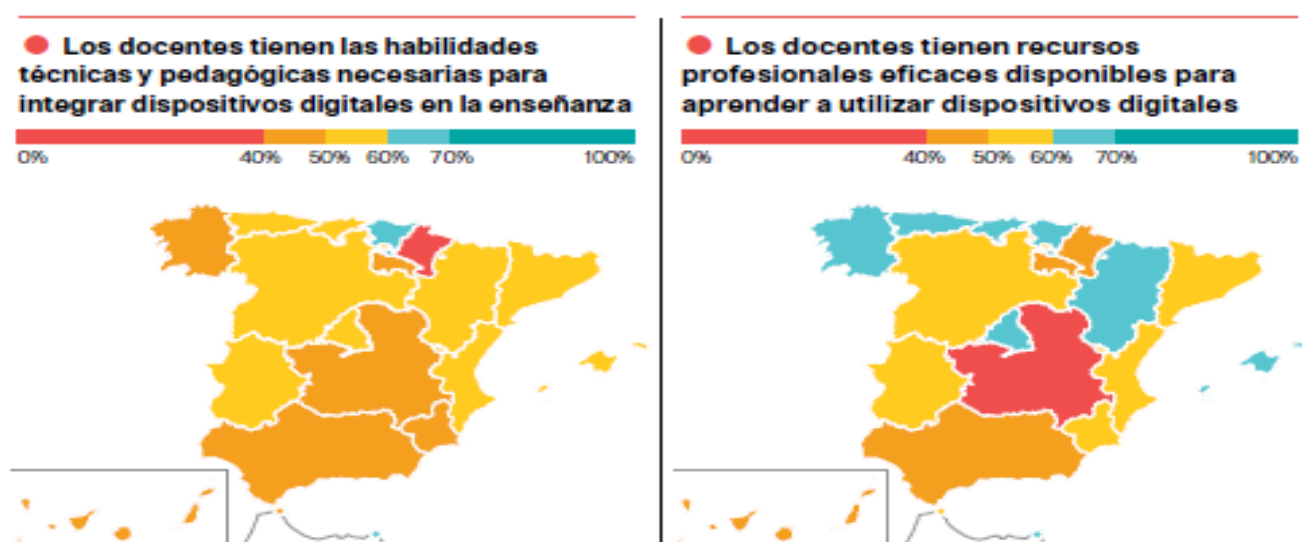 Los docentes tienen las habilidades
técnicas y pedagógicas necesarias para
integrar dispositivos digitales en la enseñanza
0% 40% 50% 60% 70% 100%
Los docentes tienen recursos
profesionales eficaces disponibles para
aprender a utilizar dispositivos digitales
0% 40% 50% 60% 70% 100%